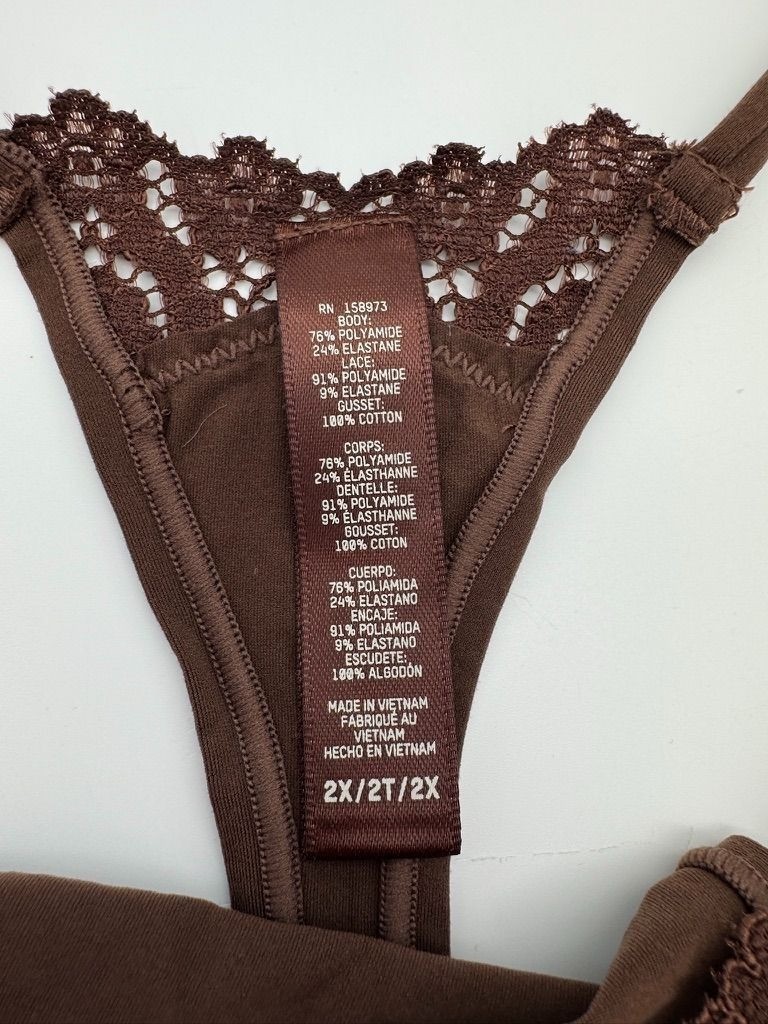 RN 158973
BODY:
76% POLYAMIDE
24% ELASTANE
LACE:
91% POLYAMIDE
9% ELASTANE
GUSSET:
100% COTTON
CORPS:
76% POLYAMIDE
24% ÉLASTHANNE
DENTELLE:
91% POLYAMIDE
9% ÉLASTHANNE
GOUSSET:
100% COTON
CUERPO:
76% POLIAMIDA
24% ELASTANO
ENCAJE:
91% POLIAMIDA
9% ELASTANO
ESCUDETE:
100% ALGODÓN
MADE IN VIETNAM
FABRIQUÉ AU
VIETNAM
HECHO EN VIETNAM
2X/2T/2X